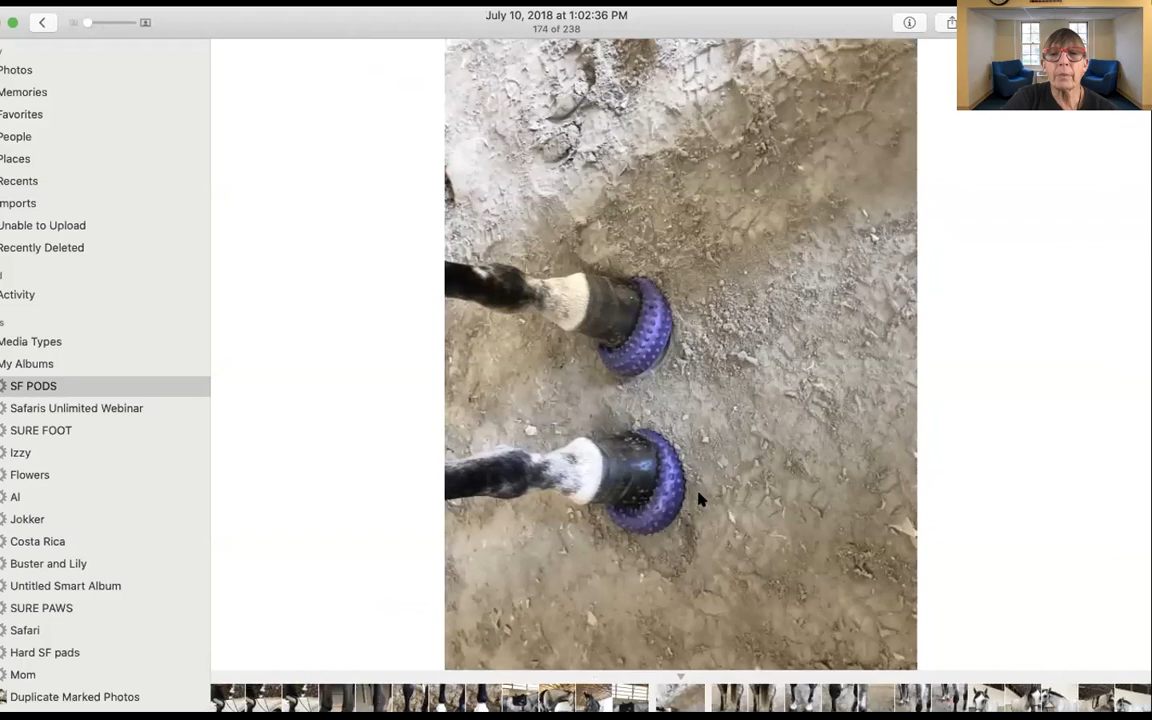 July 10, 2018 at 1:02:36 PM
174 of 238
Photos
Memories
Favorites
People
Places
Recents
mports
Unable to Upload
Recently Deleted
Activity
s
Media Types
My Albums
SF PODS
Safaris Unlimited Webinar
SURE FOOT
Izzy
Flowers
Al
Jokker
Costa Rica
Buster and Lily
Untitled Smart Album
SURE PAWS
Safari
Hard SF pads
Mom
Duplicate Marked Photos